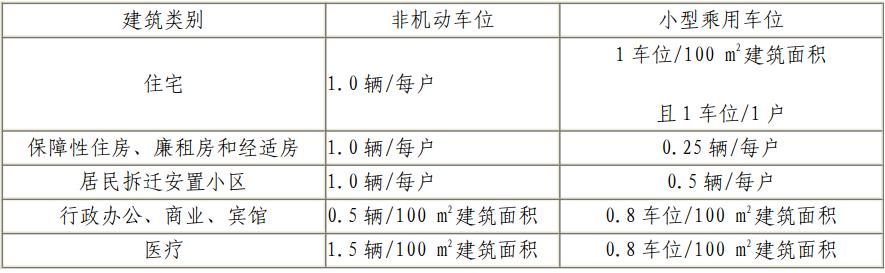 建筑类别 非机动车位 小型乘用车位
住宅 1.0辆/每户 1车位/100 m²建筑面积
且1车位/1户
保障性住房、廉租房和经适房 1.0辆/每户 0.25辆/每户
居民拆迁安置小区 1.0辆/每户 0.5辆/每户
行政办公、商业、宾馆 0.5辆/100 m²建筑面积 0.8车位/100 m²建筑面积
医疗 1.5辆/100 m²建筑面积 0.8车位/100 m²建筑面积